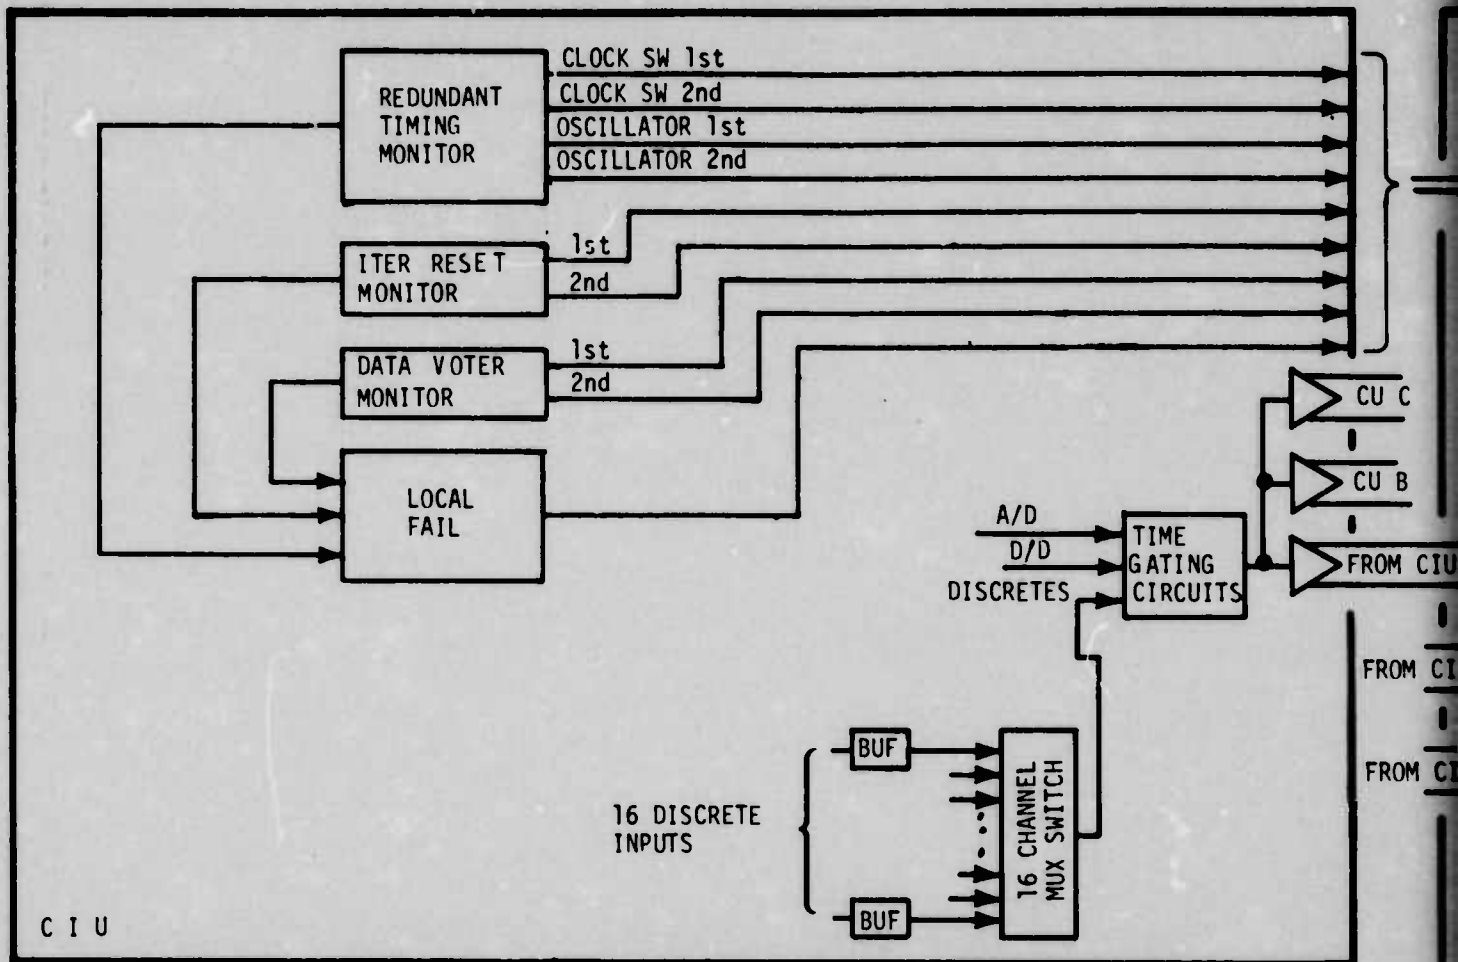 CLOCK SW 1st
CLOCK SW 2nd
OSCILLATOR 1st
OSCILLATOR 2nd
REDUNDANT
TIMING
MONITOR
ITER RESET
MONITOR
1st
2nd
DATA VOTER
MONITOR
1st
2nd
LOCAL
FAIL
CU C
CU B
FROM CIU
A/D
D/D
DISCRETES
TIME
GATING
CIRCUITS
FROM CI
FROM CI
BUF
BUF
16 DISCRETE
INPUTS
16 CHANNEL
MUX SWITCH
C I U